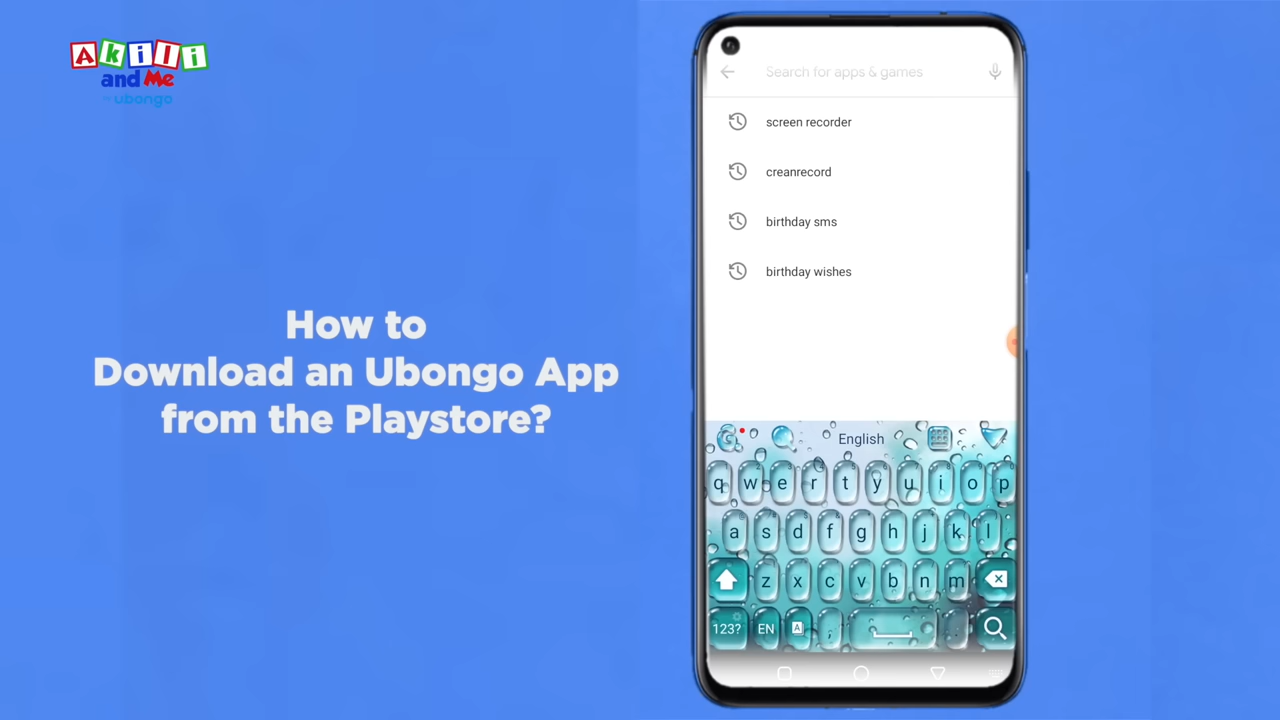 Akili
and Me
by ubongo
How to
Download an Ubongo App
from the Playstore?
Search for apps & games
screen recorder
creanrecord
birthday sms
birthday wishes
English
q w e r t y u i o p
a s d f g h j k l
z x c v b n m
123? EN A ,